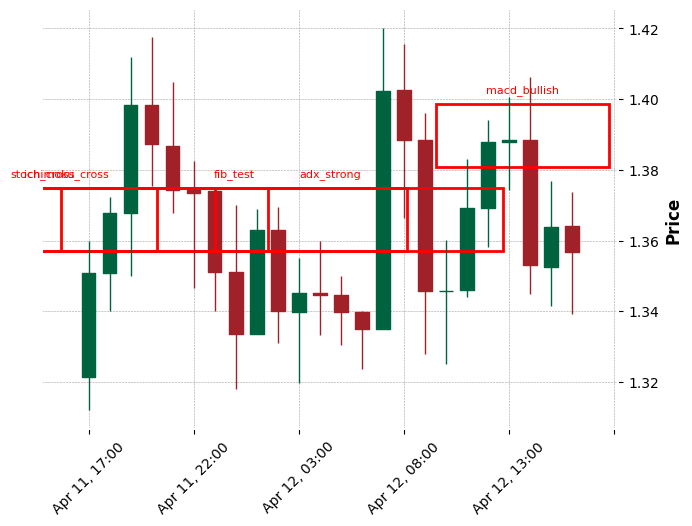 1.42
1.40
macd_bullish
1.38
fib_test
adx_strong
1.36
Price
1.34
1.32
Apr 11, 17:00
Apr 11, 22:00
Apr 12, 03:00
Apr 12, 08:00
Apr 12, 13:00